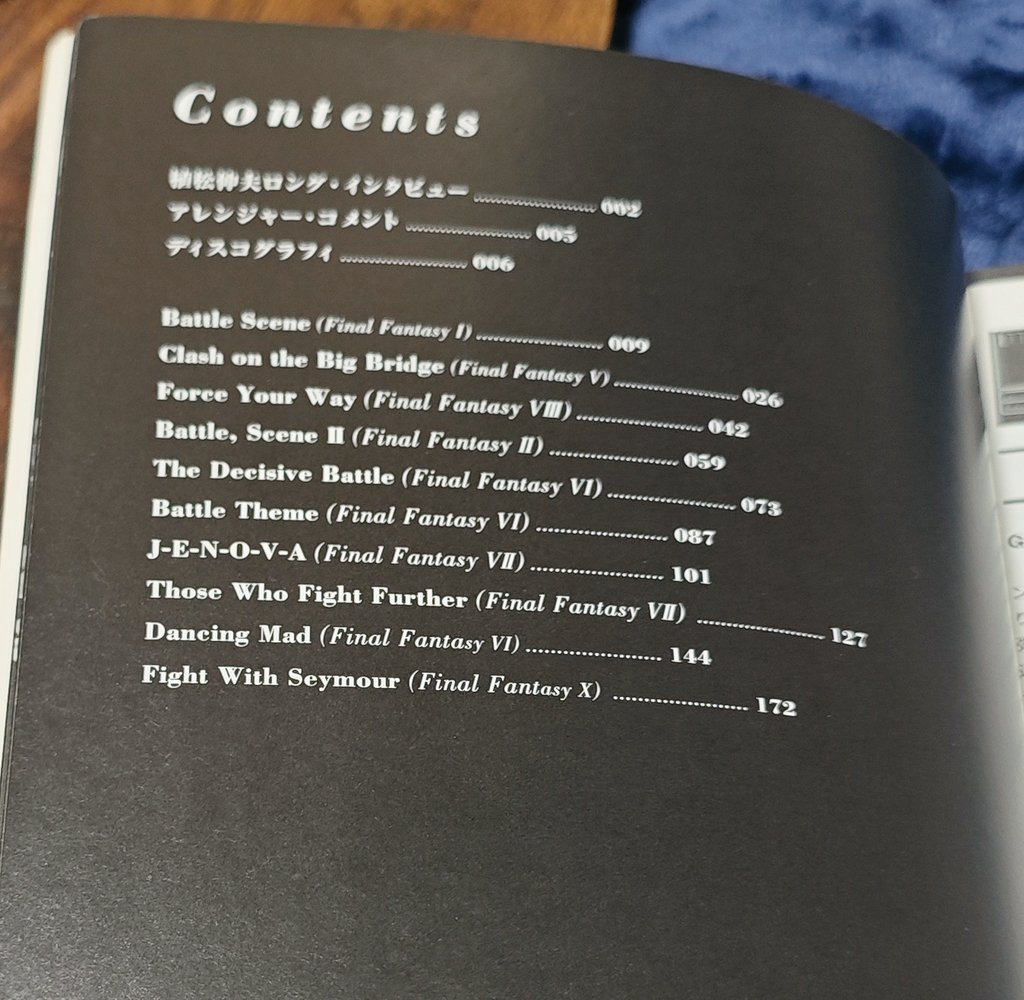 Contents
植松伸夫ロング・インタビュー 002
アレンジャー・コメント 005
ディスコグラフィ 006
Battle Scene (Final Fantasy I) 009
Clash on the Big Bridge (Final Fantasy V) 026
Force Your Way (Final Fantasy VIII) 042
Battle, Scene II (Final Fantasy II) 059
The Decisive Battle (Final Fantasy VI) 073
Battle Theme (Final Fantasy VI) 087
J-E-N-O-V-A (Final Fantasy VII) 101
Those Who Fight Further (Final Fantasy VII) 127
Dancing Mad (Final Fantasy VI) 144
Fight With Seymour (Final Fantasy X) 172